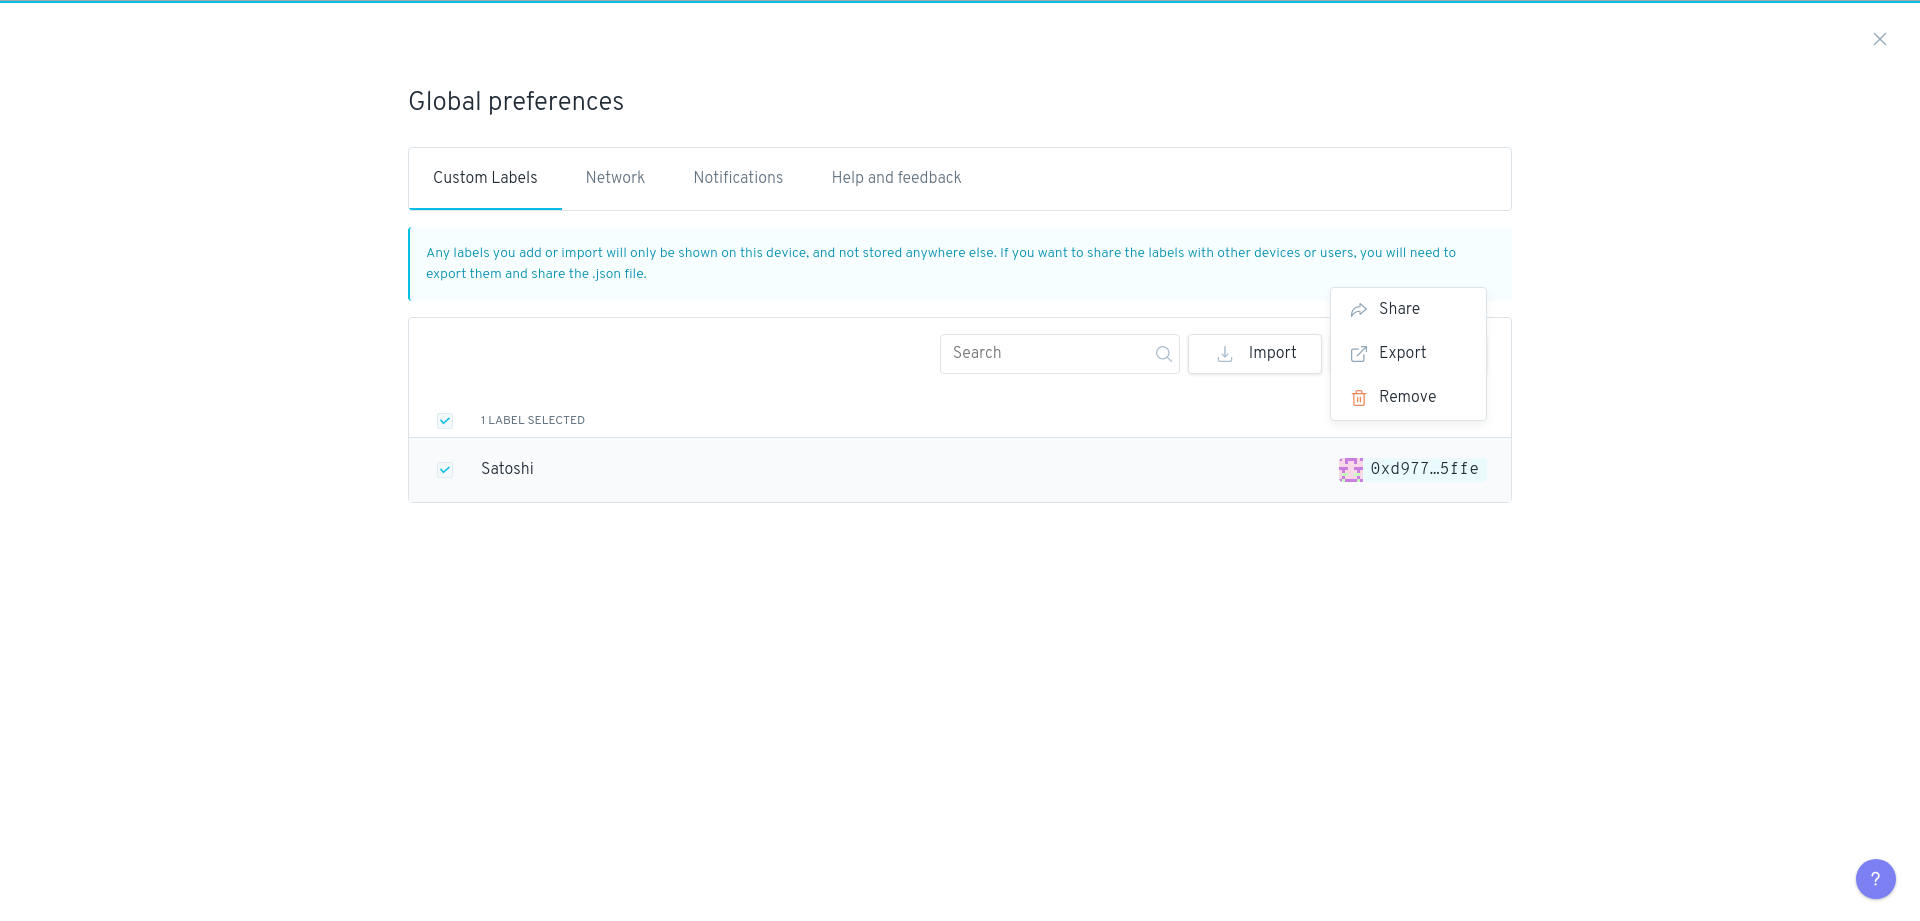 Global preferences
Custom Labels
Network
Notifications
Help and feedback
Any labels you add or import will only be shown on this device, and not stored anywhere else. If you want to share the labels with other devices or users, you will need to
export them and share the .json file.
Share
Search
Import
Export
Remove
1 LABEL SELECTED
Satoshi
0xd977…5ffe
?